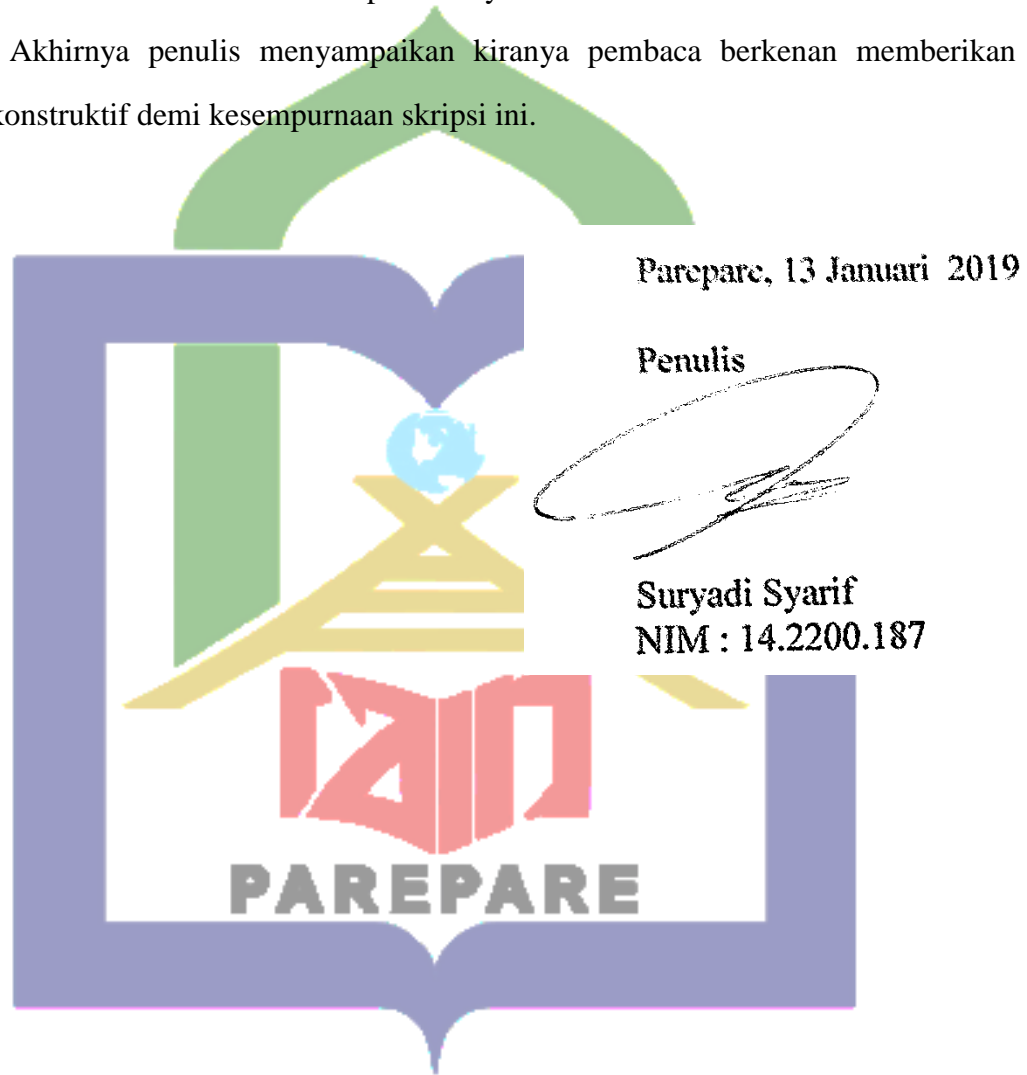 Akhirnya penulis menyampaikan kiranya pembaca berkenan memberikan
konstruktif demi kesempurnaan skripsi ini.
Parepare, 13 Januari 2019
Penulis
Suryadi Syarif
NIM : 14.2200.187
iain
PAREPARE